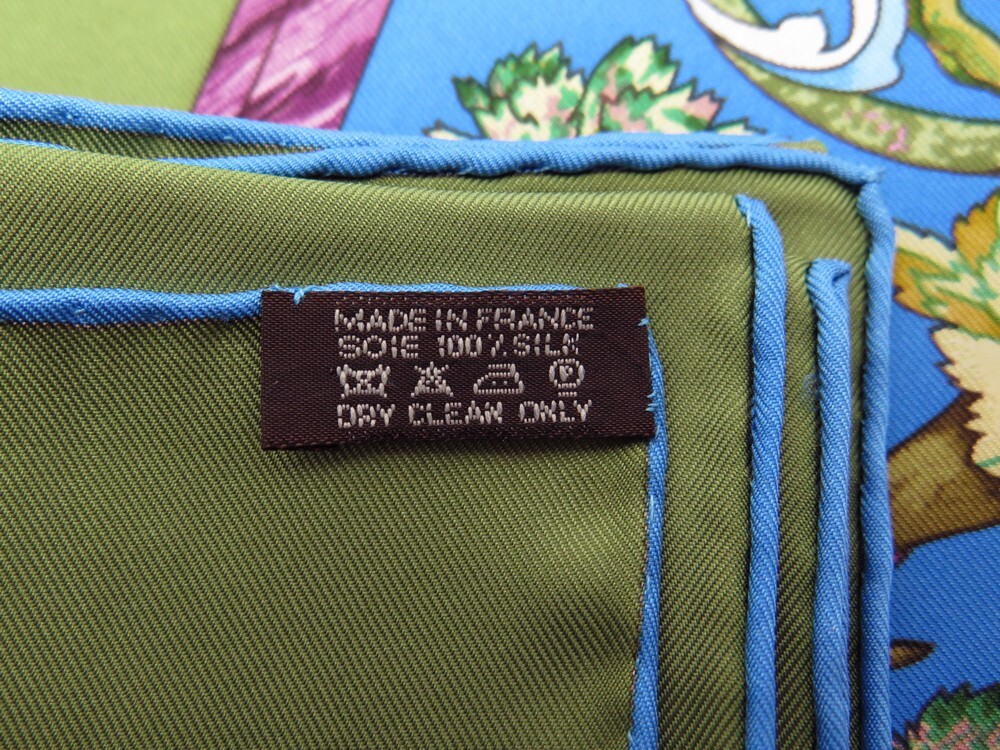 MADE IN FRANCE
SOIE 100% SILK
P
DRY CLEAN ONLY